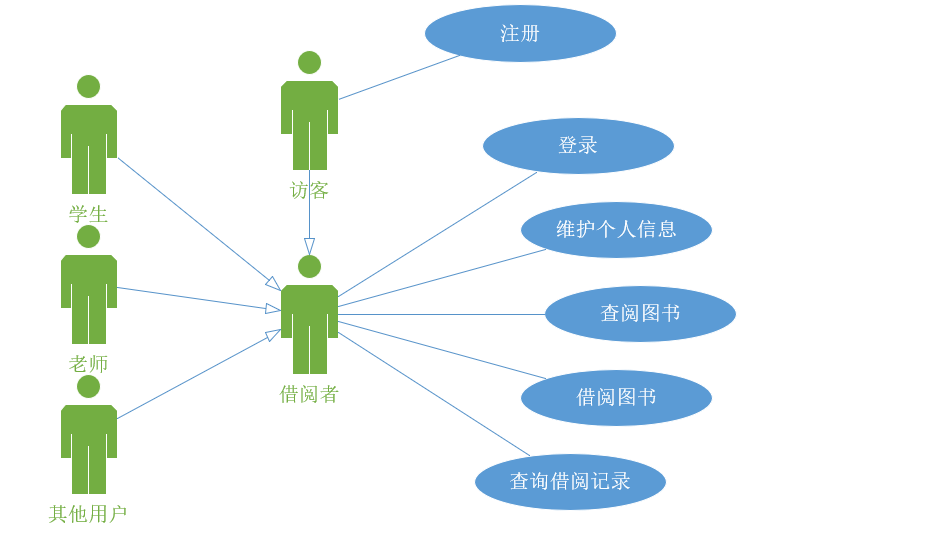 注册
登录
访客
学生
维护个人信息
查阅图书
老师
借阅者
借阅图书
查询借阅记录
其他用户